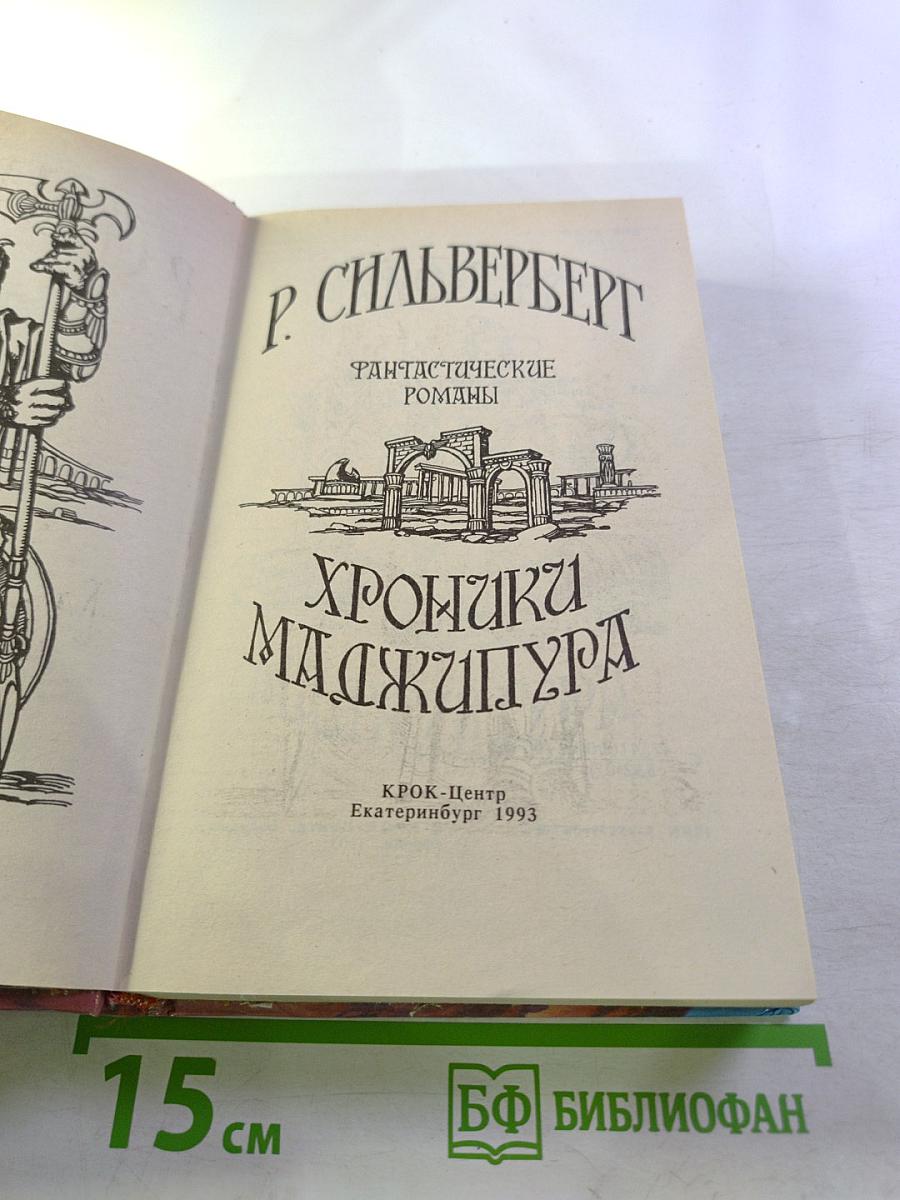 Р. СИЛЬВЕРБЕРГ
ФАНТАСТИЧЕСКИЕ
РОМАНЫ
ХРОНИКИ
МАДЖИПУРА
КРОК-Центр
Екатеринбург 1993
15 см
БФ БИБЛИОФАН